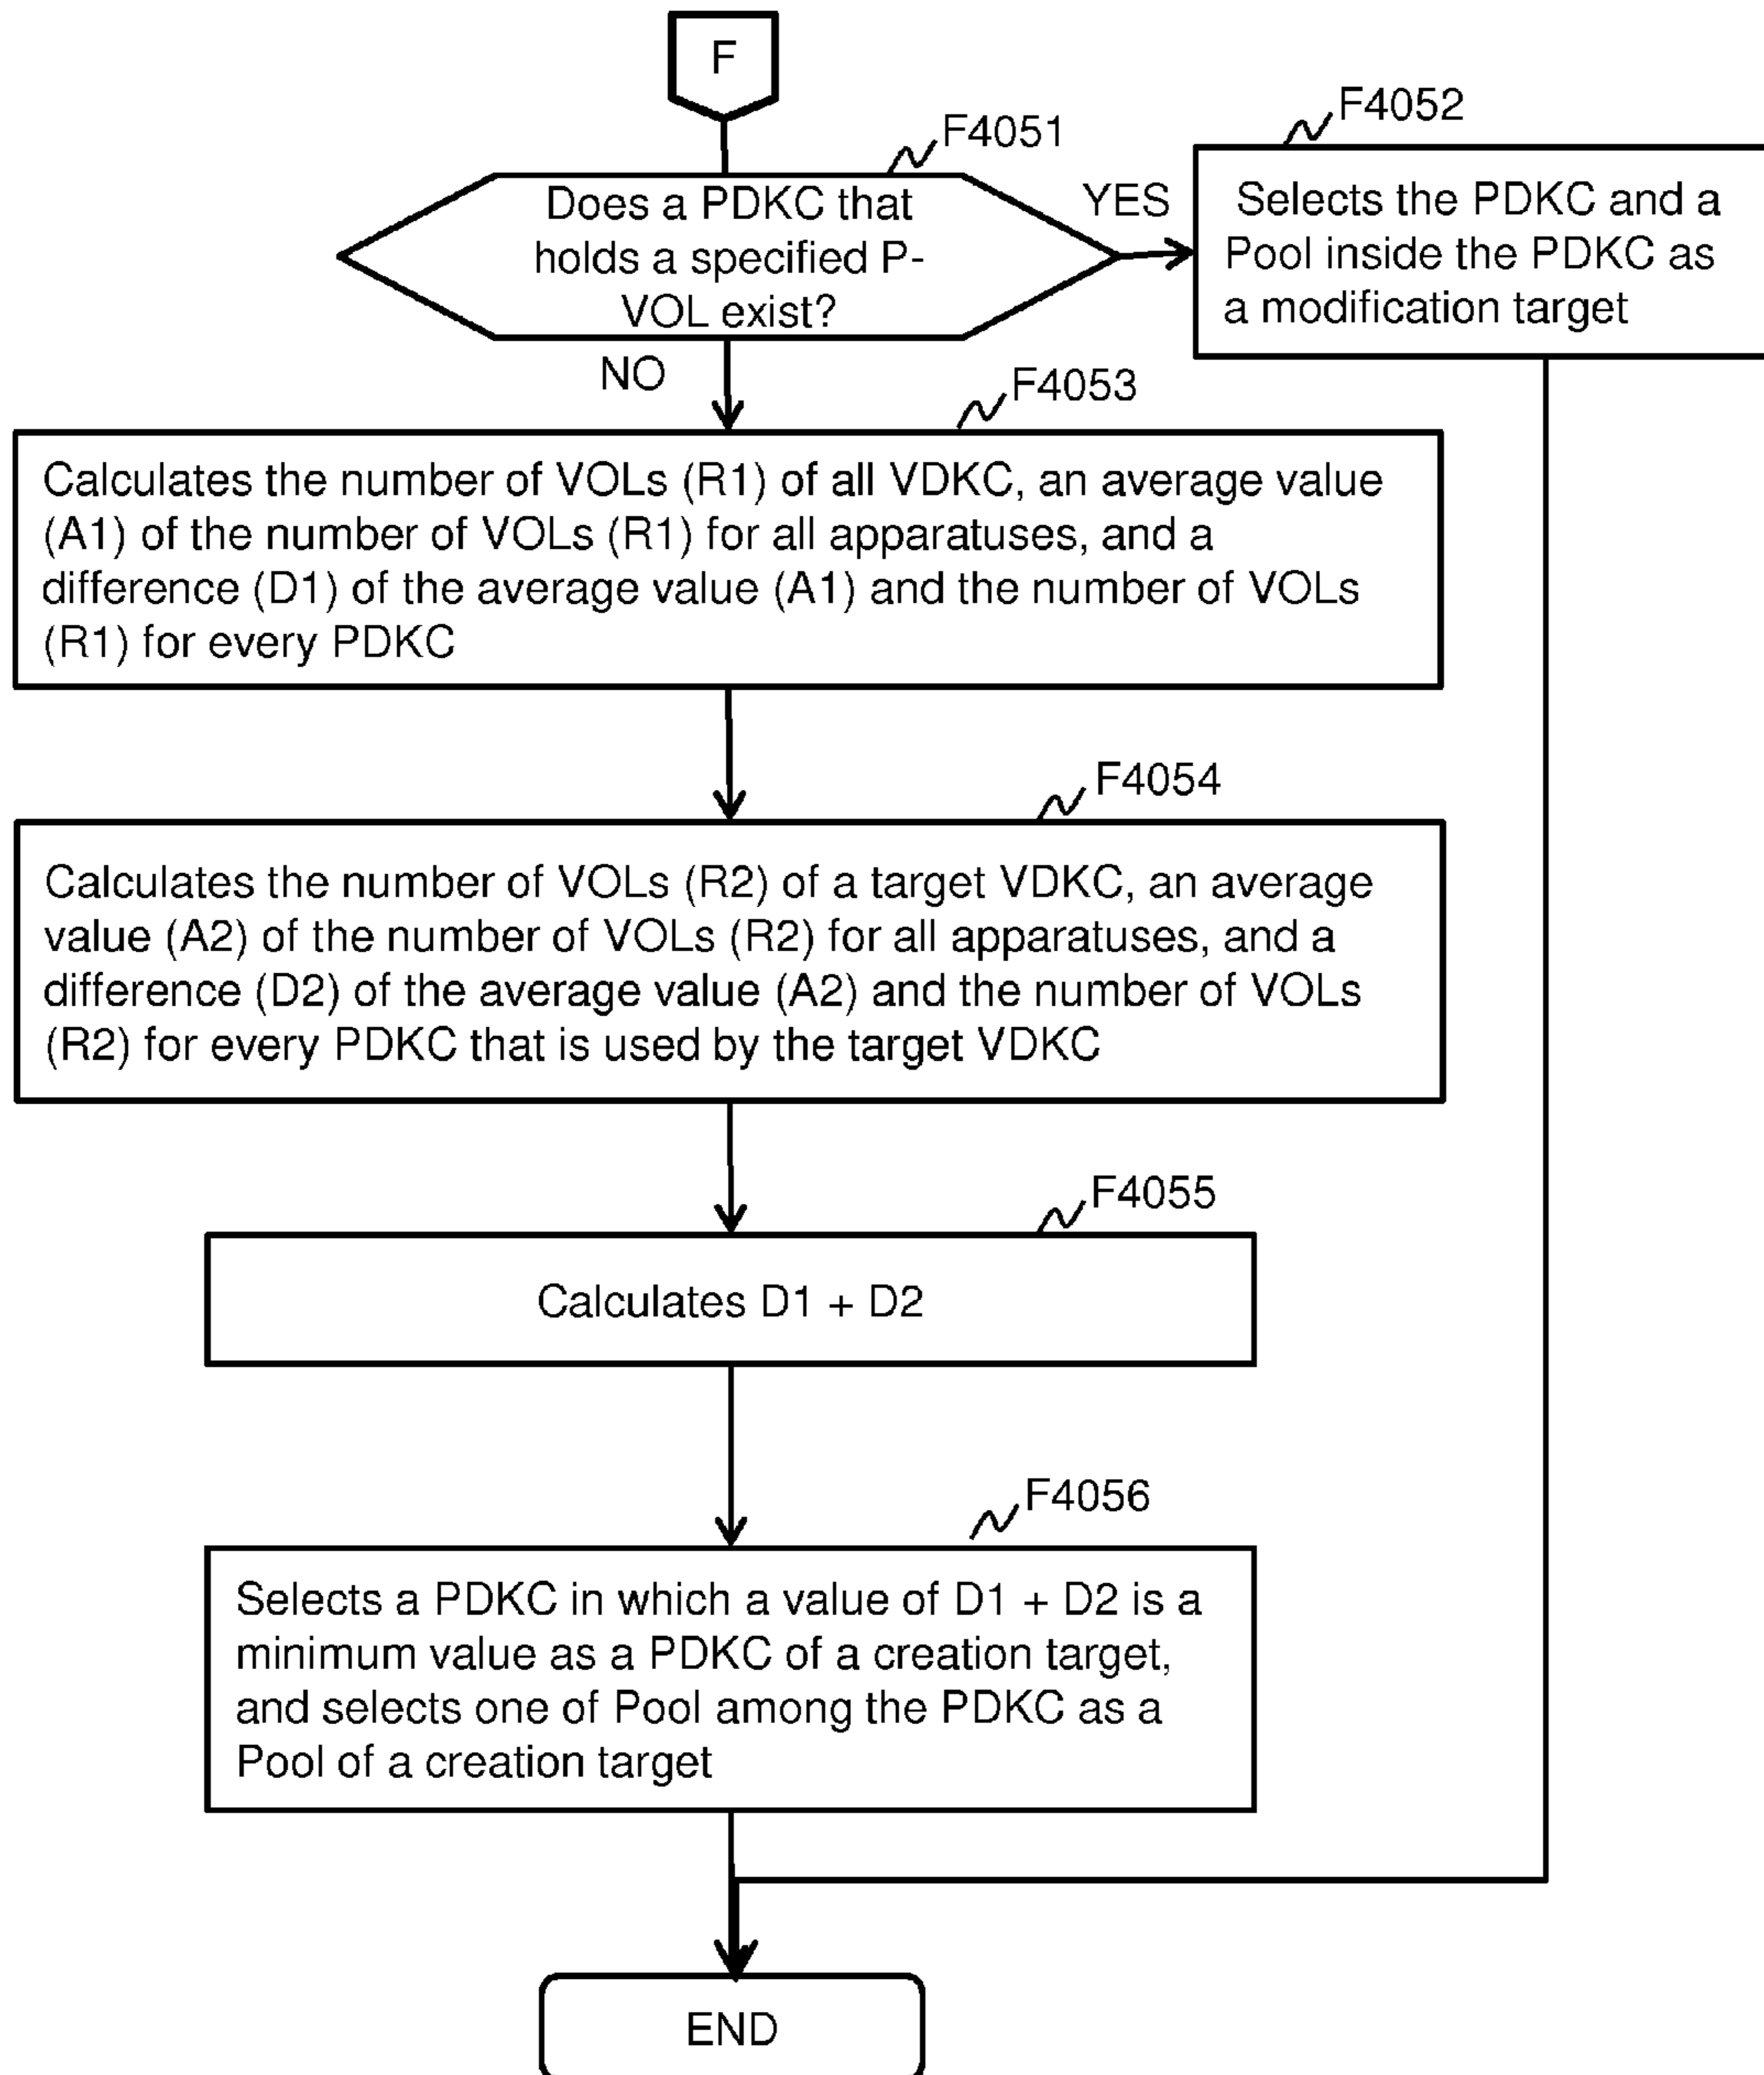 F
F4051
Does a PDKC that
holds a specified P-
VOL exist?
YES
F4052
Selects the PDKC and a
Pool inside the PDKC as
a modification target
NO
F4053
Calculates the number of VOLs (R1) of all VDKC, an average value
(A1) of the number of VOLs (R1) for all apparatuses, and a
difference (D1) of the average value (A1) and the number of VOLs
(R1) for every PDKC
F4054
Calculates the number of VOLs (R2) of a target VDKC, an average
value (A2) of the number of VOLs (R2) for all apparatuses, and a
difference (D2) of the average value (A2) and the number of VOLs
(R2) for every PDKC that is used by the target VDKC
F4055
Calculates D1 + D2
F4056
Selects a PDKC in which a value of D1 + D2 is a
minimum value as a PDKC of a creation target,
and selects one of Pool among the PDKC as a
Pool of a creation target
END